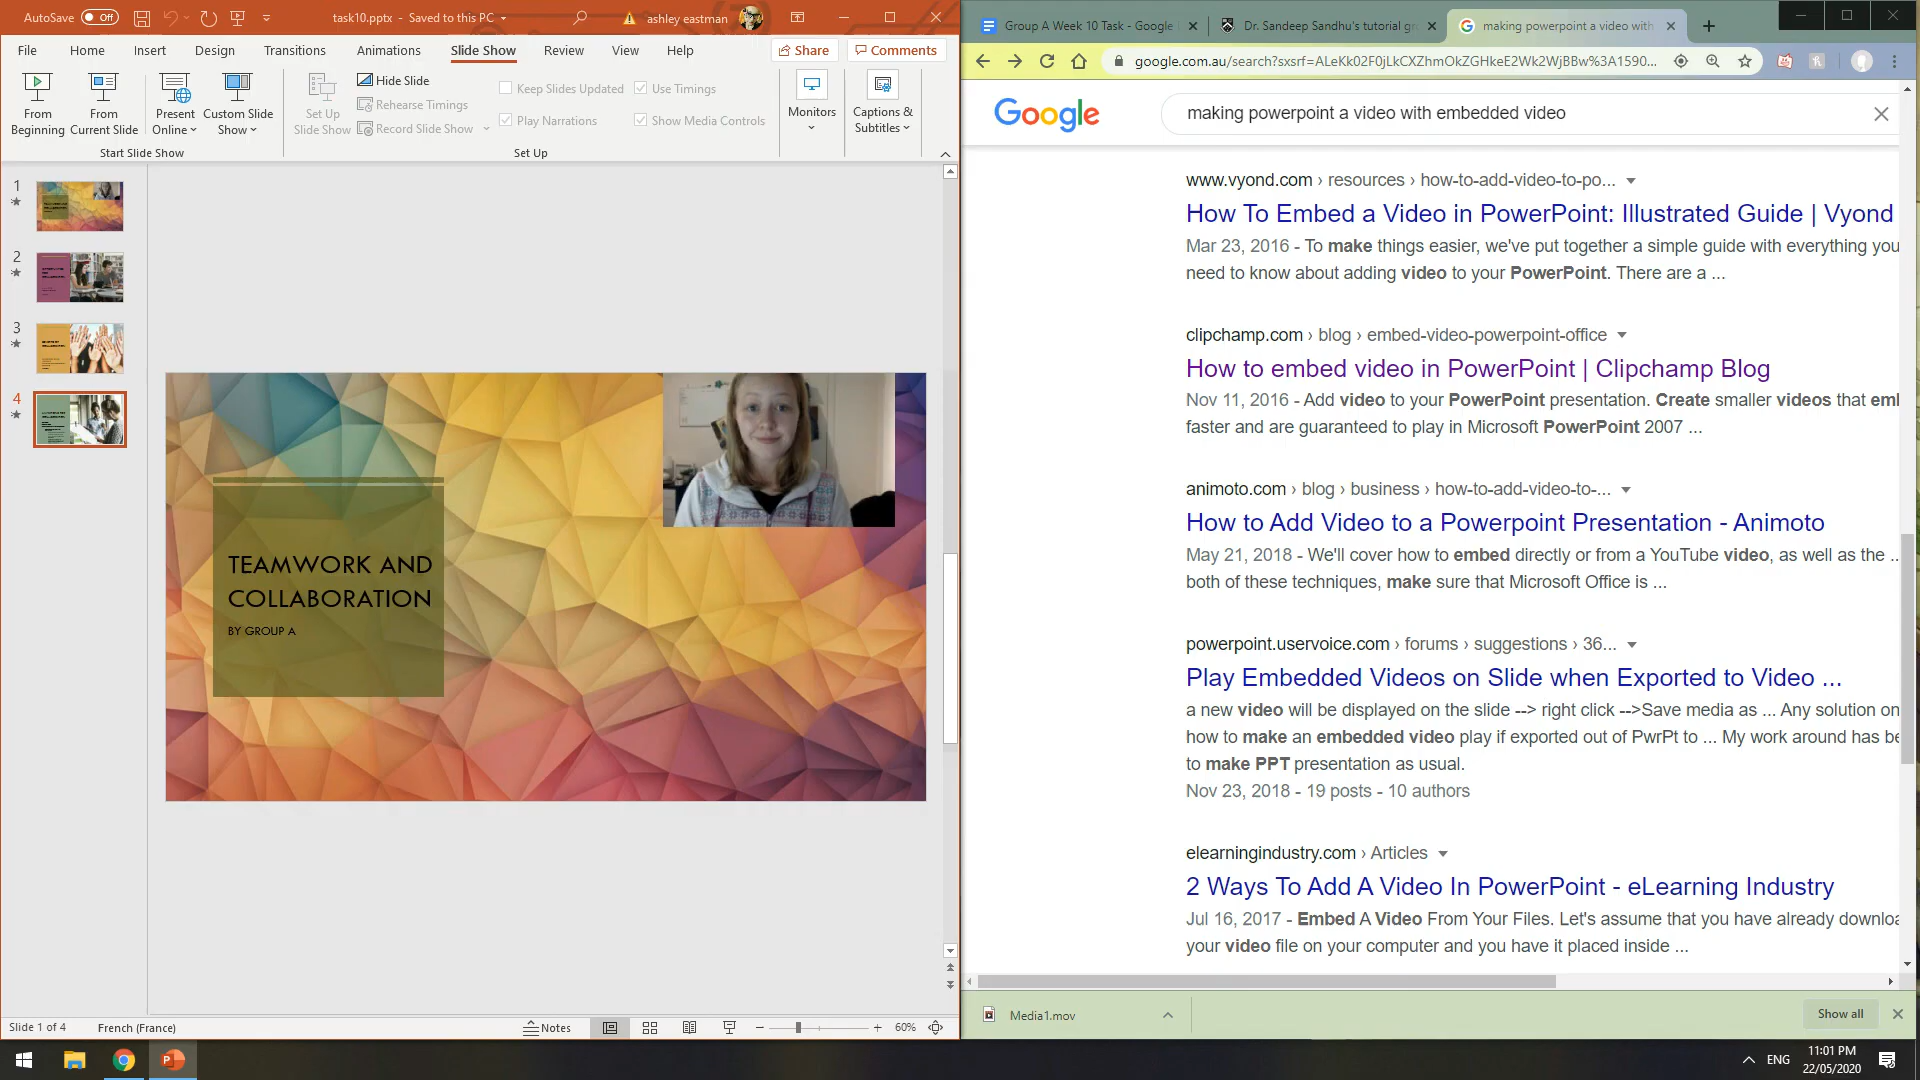 AutoSave Off task10.pptx - Saved to this PC ashley eastman
File Home Insert Design Transitions Animations Slide Show Review View Help Share Comments
From Beginning
From Current Slide
Present Online
Custom Slide Show
Start Slide Show
Set Up Slide Show
Hide Slide
Rehearse Timings
Record Slide Show
Keep Slides Updated
Play Narrations
Use Timings
Show Media Controls
Set Up
Monitors
Captions & Subtitles
1
2
3
4
TEAMWORK AND
COLLABORATION
BY GROUP A
Slide 1 of 4 French (France) Notes 60%
Group A Week 10 Task - Google
Dr. Sandeep Sandhu's tutorial gr
making powerpoint a video with
google.com.au/search?sxsrf=ALeKk02F0jLkCXZhmOkZGHkeE2Wk2WjBBw%3A1590...
Google
making powerpoint a video with embedded video
www.vyond.com › resources › how-to-add-video-to-po...
How To Embed a Video in PowerPoint: Illustrated Guide | Vyond
Mar 23, 2016 - To make things easier, we've put together a simple guide with everything you
need to know about adding video to your PowerPoint. There are a ...
clipchamp.com › blog › embed-video-powerpoint-office
How to embed video in PowerPoint | Clipchamp Blog
Nov 11, 2016 - Add video to your PowerPoint presentation. Create smaller videos that eml
faster and are guaranteed to play in Microsoft PowerPoint 2007 ...
animoto.com › blog › business › how-to-add-video-to-...
How to Add Video to a Powerpoint Presentation - Animoto
May 21, 2018 - We'll cover how to embed directly or from a YouTube video, as well as the ..
both of these techniques, make sure that Microsoft Office is ...
powerpoint.uservoice.com › forums › suggestions › 36...
Play Embedded Videos on Slide when Exported to Video ...
a new video will be displayed on the slide --> right click -->Save media as ... Any solution on
how to make an embedded video play if exported out of PwrPt to ... My work around has be
to make PPT presentation as usual.
Nov 23, 2018 - 19 posts - 10 authors
elearningindustry.com › Articles
2 Ways To Add A Video In PowerPoint - eLearning Industry
Jul 16, 2017 - Embed A Video From Your Files. Let's assume that you have already downloa
your video file on your computer and you have it placed inside ...
Media1.mov
Show all
ENG
11:01 PM
22/05/2020